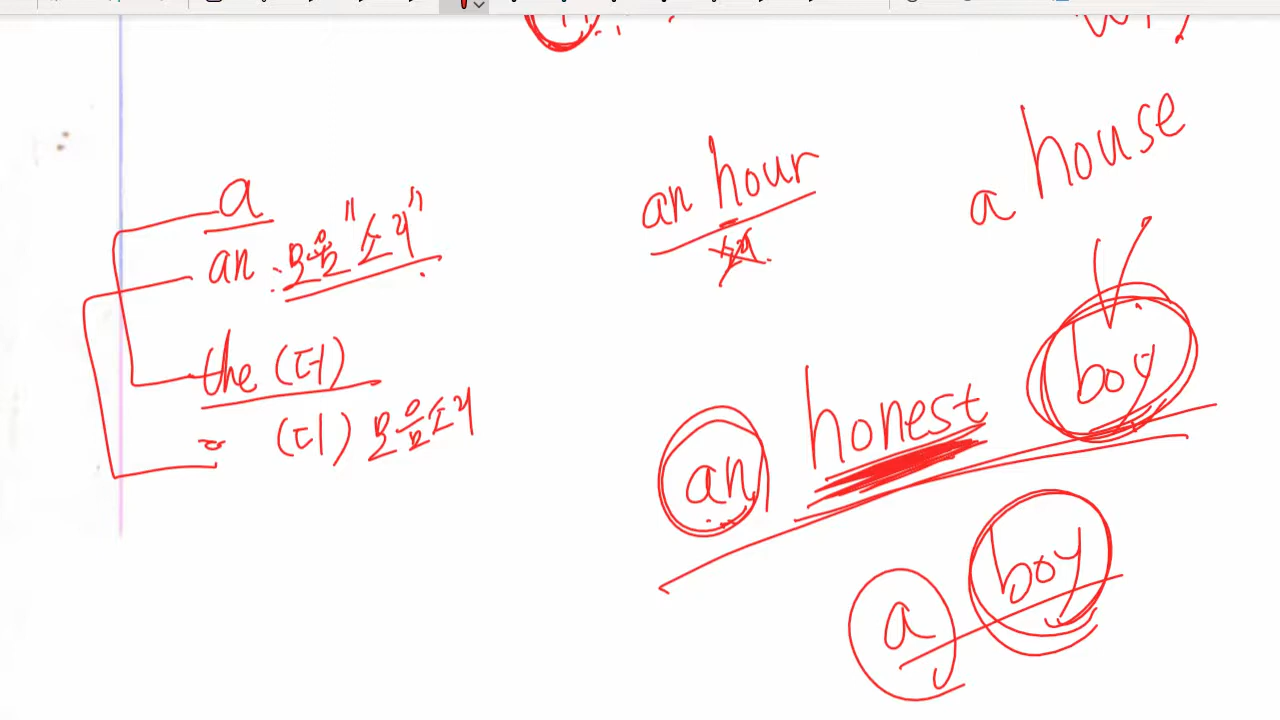 a
an : 모음 "소리"
the (더)
= (디) 모음소리
an hour
a house
an honest boy
a boy